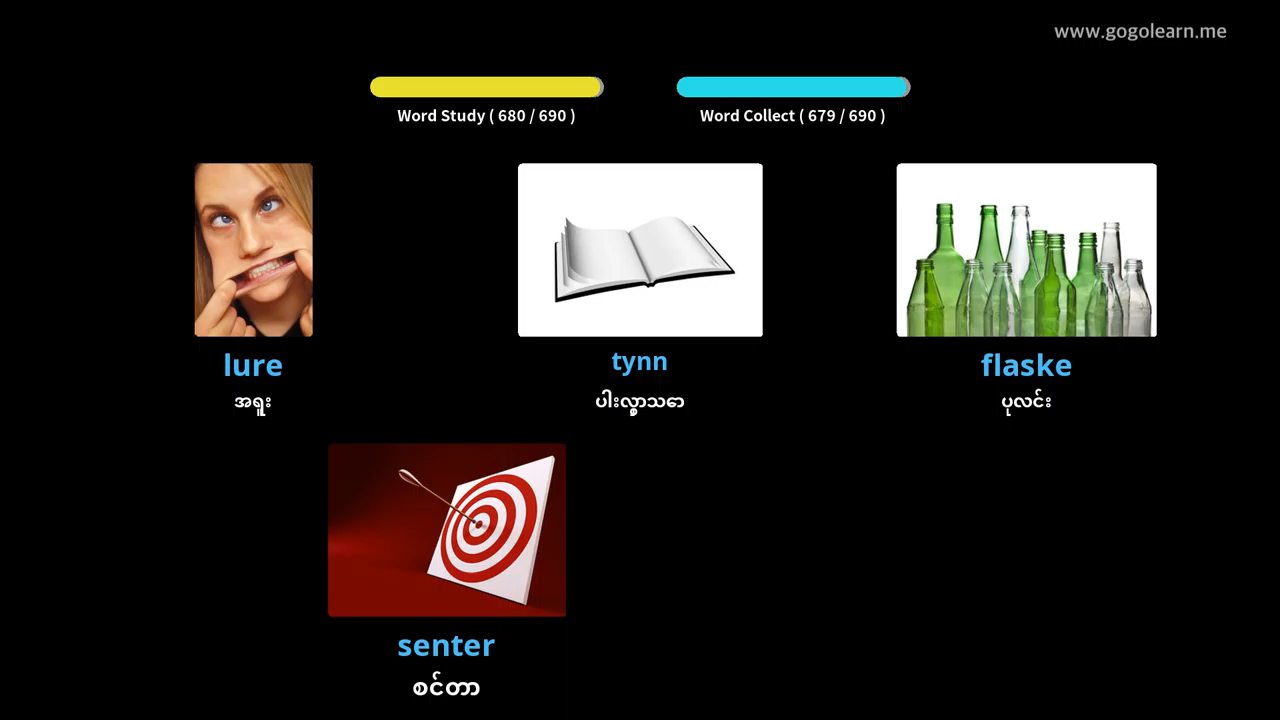 www.gogolearn.me
Word Study ( 680 / 690 )
Word Collect ( 679 / 690 )
lure
အရူး
tynn
ပါးလွှာသော
flaske
ပုလင်း
senter
စင်တာ